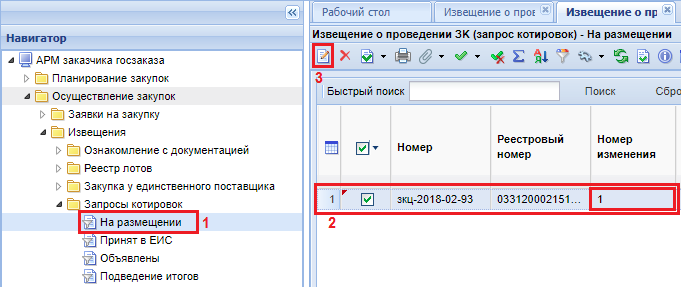 Рабочий стол
Извещение о пров
Извещение о пр
Навигатор
Извещение о проведении ЗК (запрос котировок) - На размещении
АРМ заказчика госзаказа
Планирование закупок
Осуществление закупок
Заявки на закупку
Извещения
Ознакомление с документацией
Реестр лотов
Закупка у единственного поставщика
Запросы котировок
На размещении
1
Принят в ЕИС
Объявлены
Подведение итогов
3
Быстрый поиск
Поиск
Сбро
Номер
Реестровый
номер
Номер
изменения
1
зкц-2018-02-93
033120002151...
1
2